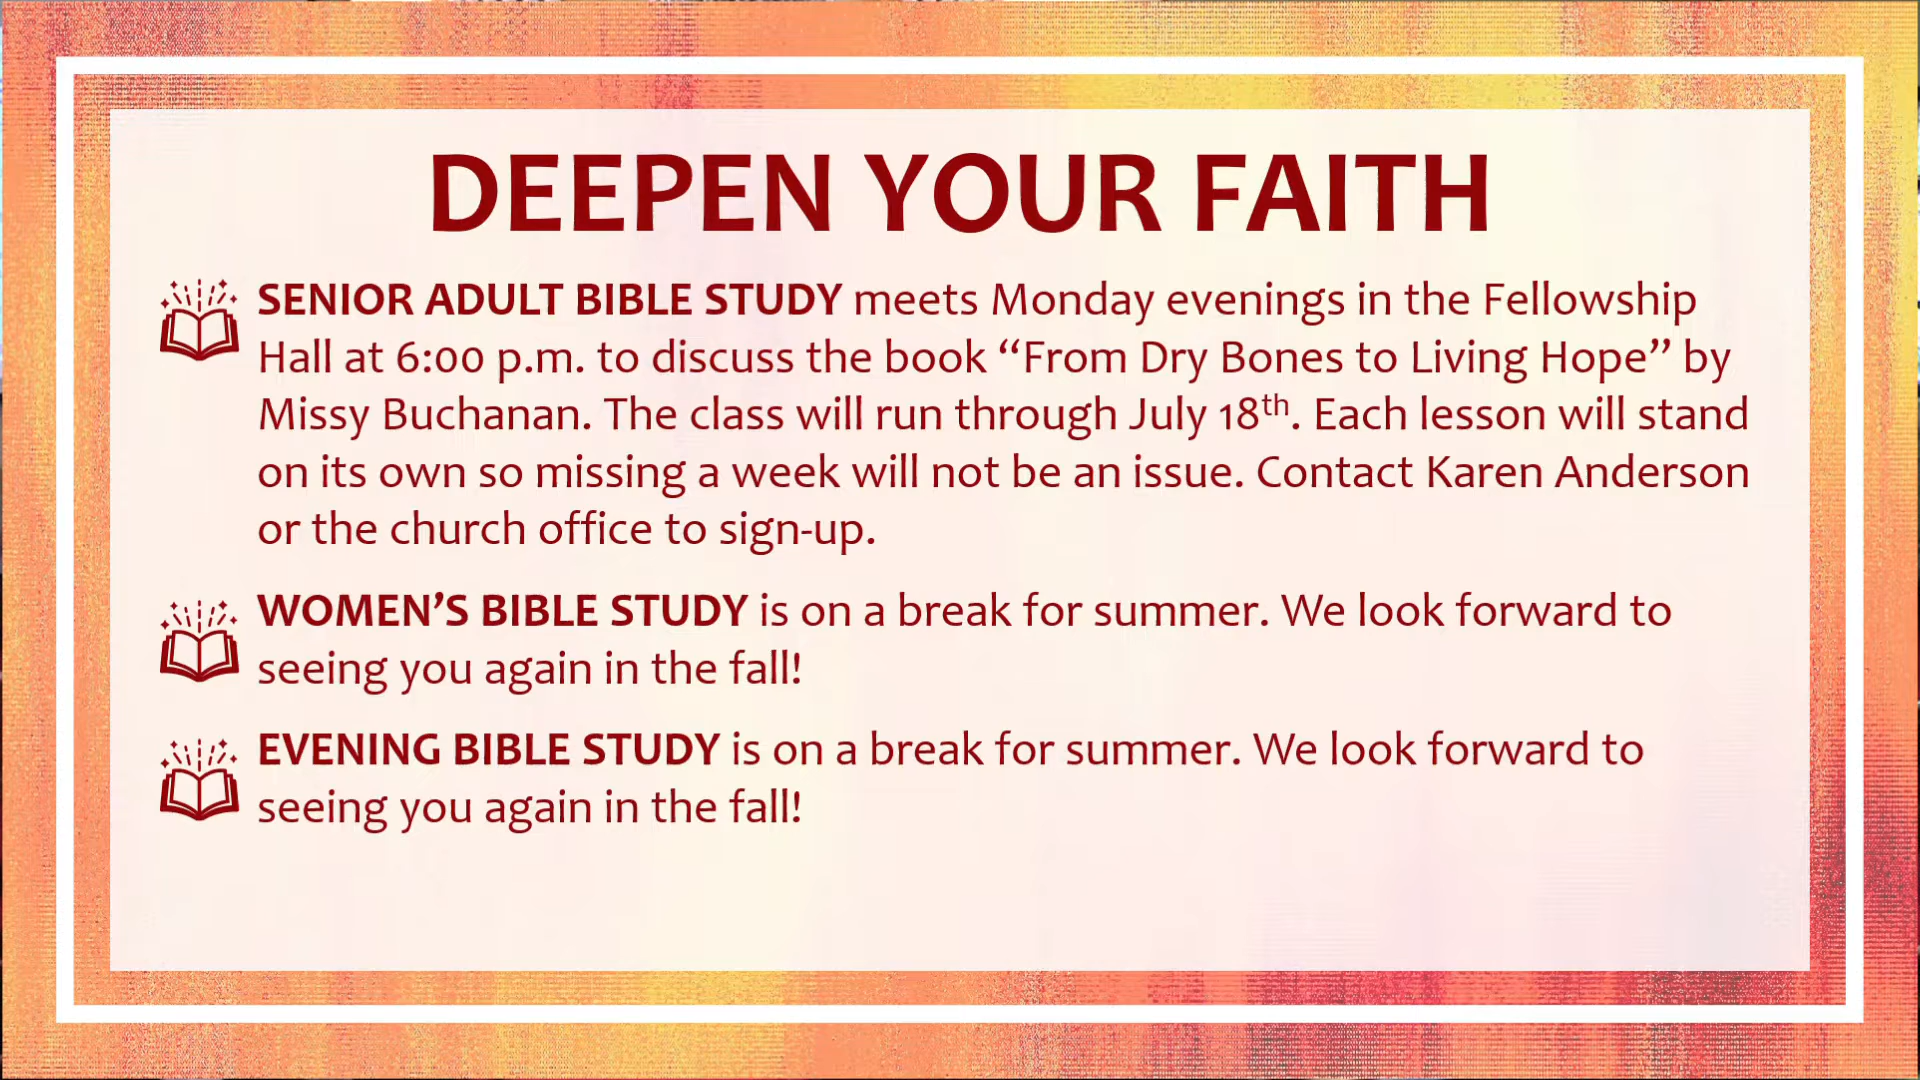 DEEPEN YOUR FAITH
SENIOR ADULT BIBLE STUDY meets Monday evenings in the Fellowship
Hall at 6:00 p.m. to discuss the book “From Dry Bones to Living Hope” by
Missy Buchanan. The class will run through July 18th. Each lesson will stand
on its own so missing a week will not be an issue. Contact Karen Anderson
or the church office to sign-up.
WOMEN’S BIBLE STUDY is on a break for summer. We look forward to
seeing you again in the fall!
EVENING BIBLE STUDY is on a break for summer. We look forward to
seeing you again in the fall!